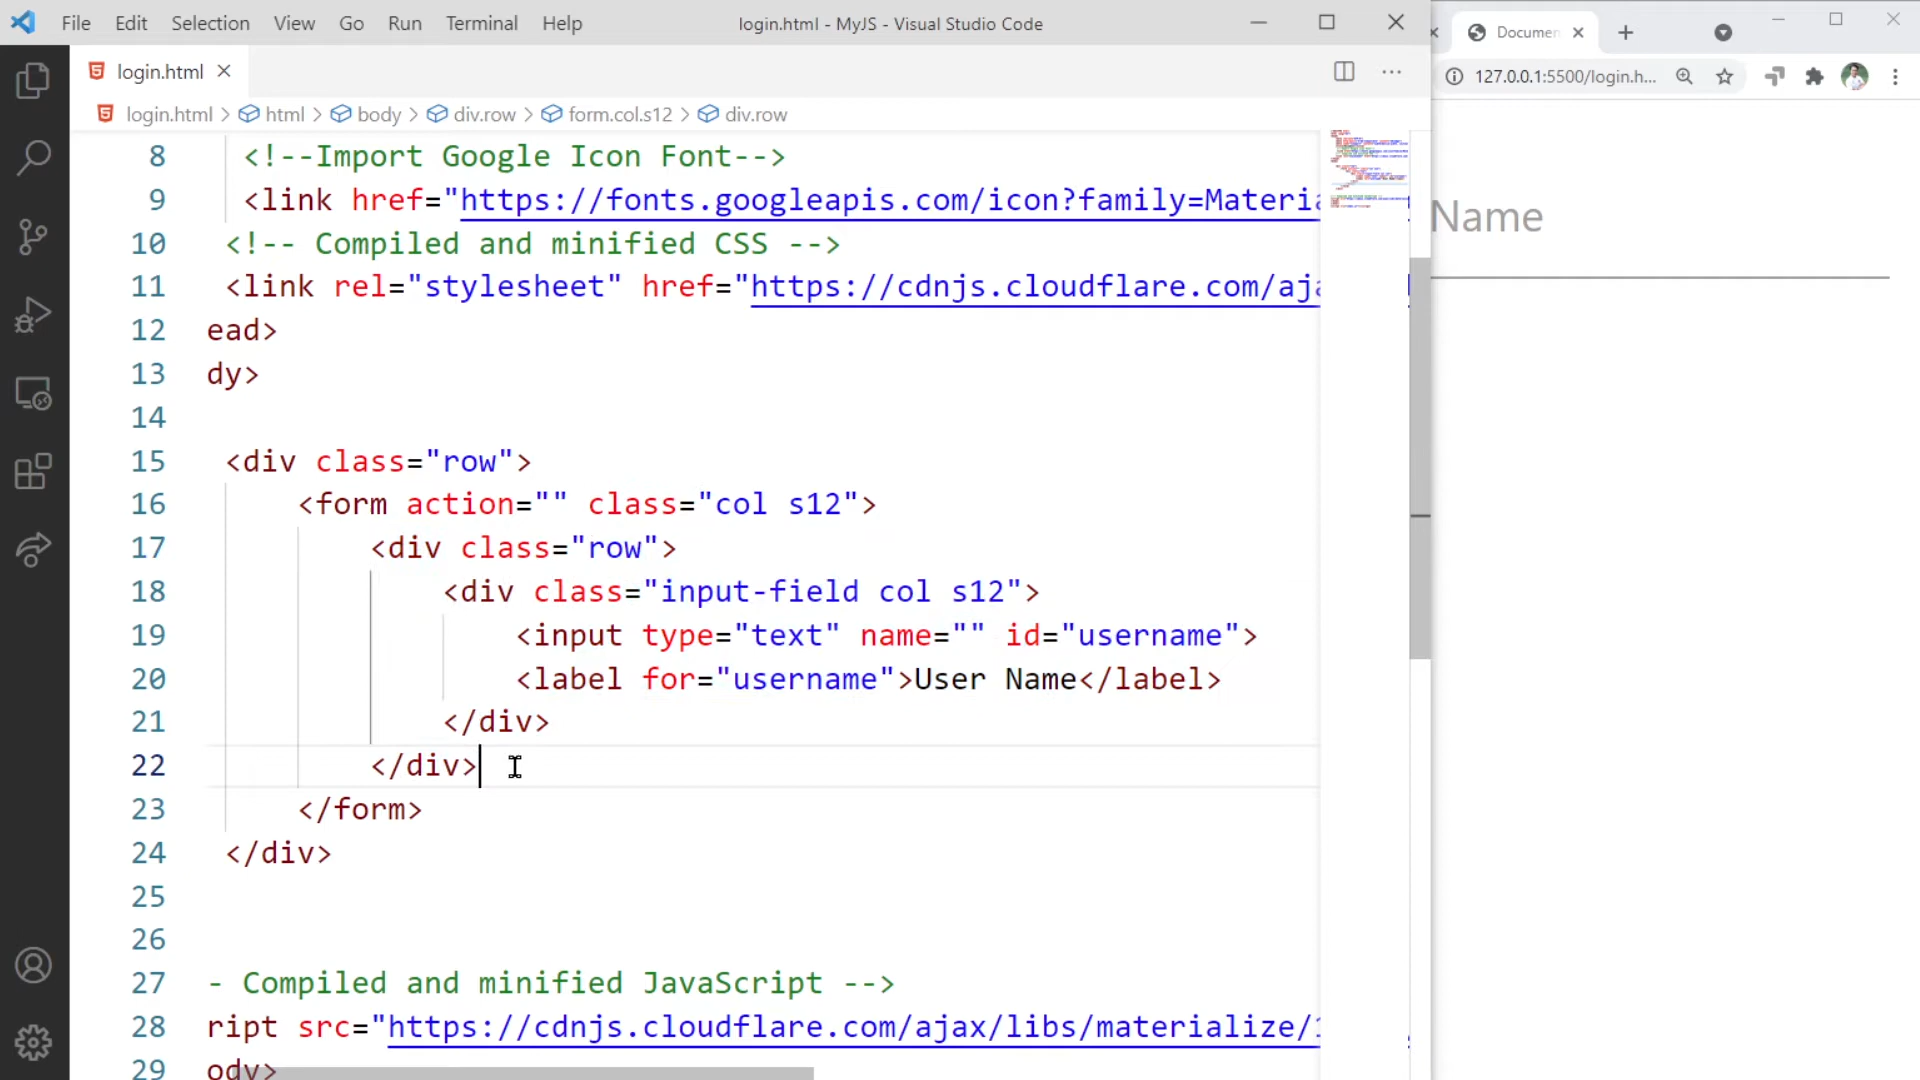 File Edit Selection View Go Run Terminal Help
login.html - MyJS - Visual Studio Code
login.html
login.html > html > body > div.row > form.col.s12 > div.row
8 <!--Import Google Icon Font-->
9 <link href="https://fonts.googleapis.com/icon?family=Materia
10 <!-- Compiled and minified CSS -->
11 <link rel="stylesheet" href="https://cdnjs.cloudflare.com/aja
12 ead>
13 dy>
14
15 <div class="row">
16 <form action="" class="col s12">
17 <div class="row">
18 <div class="input-field col s12">
19 <input type="text" name="" id="username">
20 <label for="username">User Name</label>
21 </div>
22 </div>
23 </form>
24 </div>
25
26
27 - Compiled and minified JavaScript -->
28 ript src="https://cdnjs.cloudflare.com/ajax/libs/materialize/1
29 ody>
Documen
127.0.0.1:5500/login.h...
Name